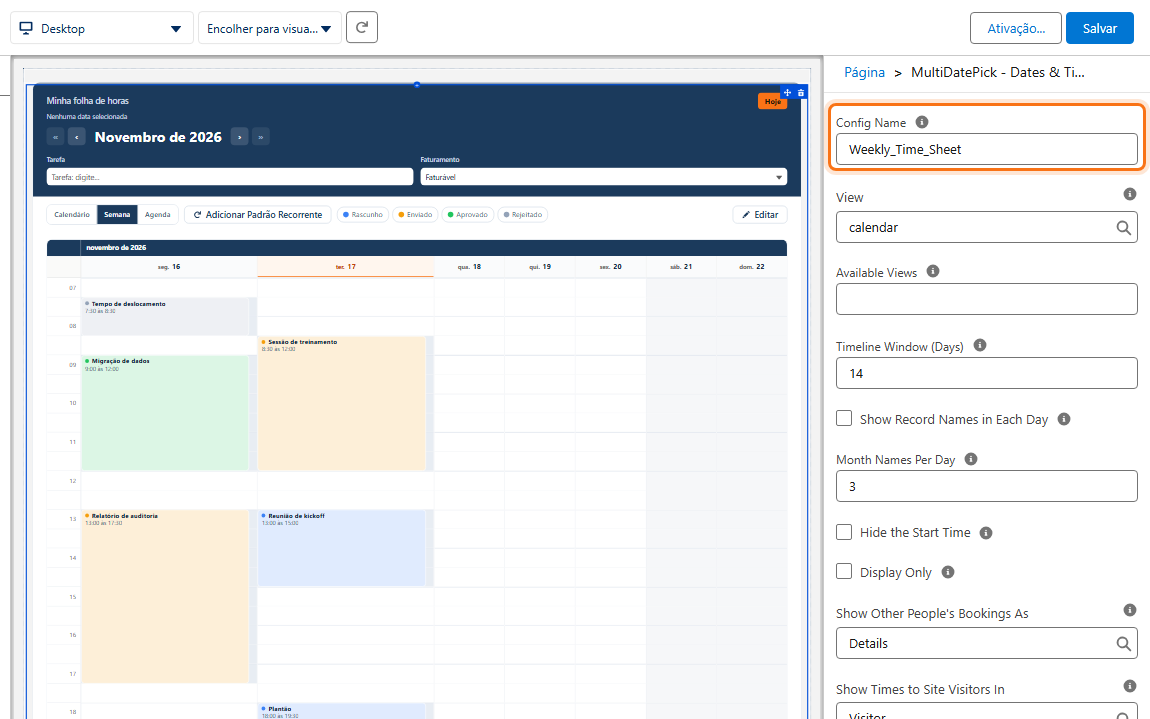 Desktop
Encolher para visua...
Ativação...
Salvar
Página > MultiDatePick - Dates & Ti...
Minha folha de horas
Hoje
Nenhuma data selecionada
« ‹ Novembro de 2026 › »
Tarefa
Faturamento
Tarefa: digite...
Faturável
Calendário Semana Agenda Adicionar Padrão Recorrente Rascunho Enviado Aprovado Rejeitado Editar
novembro de 2026
seg. 16 ter. 17 qua. 18 qui. 19 sex. 20 sáb. 21 dom. 22
07
Tempo de deslocamento
7:30 às 8:30
08
Sessão de treinamento
8:30 às 12:00
09
Migração de dados
9:00 às 12:00
10
11
12
13
Relatório de auditoria
13:00 às 17:30
Reunião de kickoff
13:00 às 15:00
14
15
16
17
18
Plantão
18:00 às 19:30
Config Name
Weekly_Time_Sheet
View
calendar
Available Views
Timeline Window (Days)
14
Show Record Names in Each Day
Month Names Per Day
3
Hide the Start Time
Display Only
Show Other People's Bookings As
Details
Show Times to Site Visitors In
Visitor